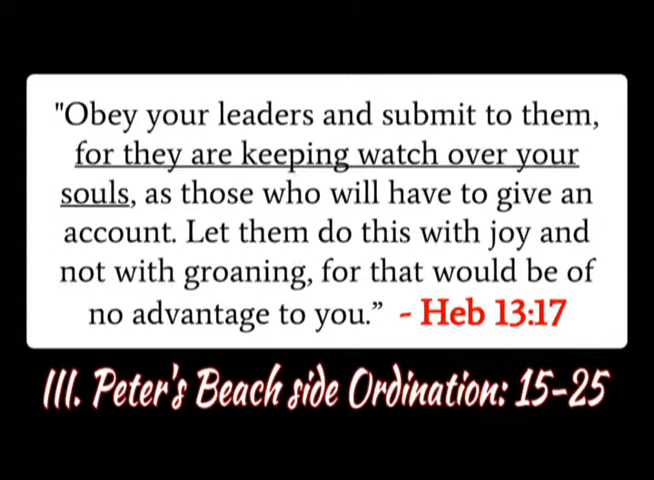 "Obey your leaders and submit to them,
for they are keeping watch over your
souls, as those who will have to give an
account. Let them do this with joy and
not with groaning, for that would be of
no advantage to you.” - Heb 13:17
III. Peter's Beach side Ordination: 15-25